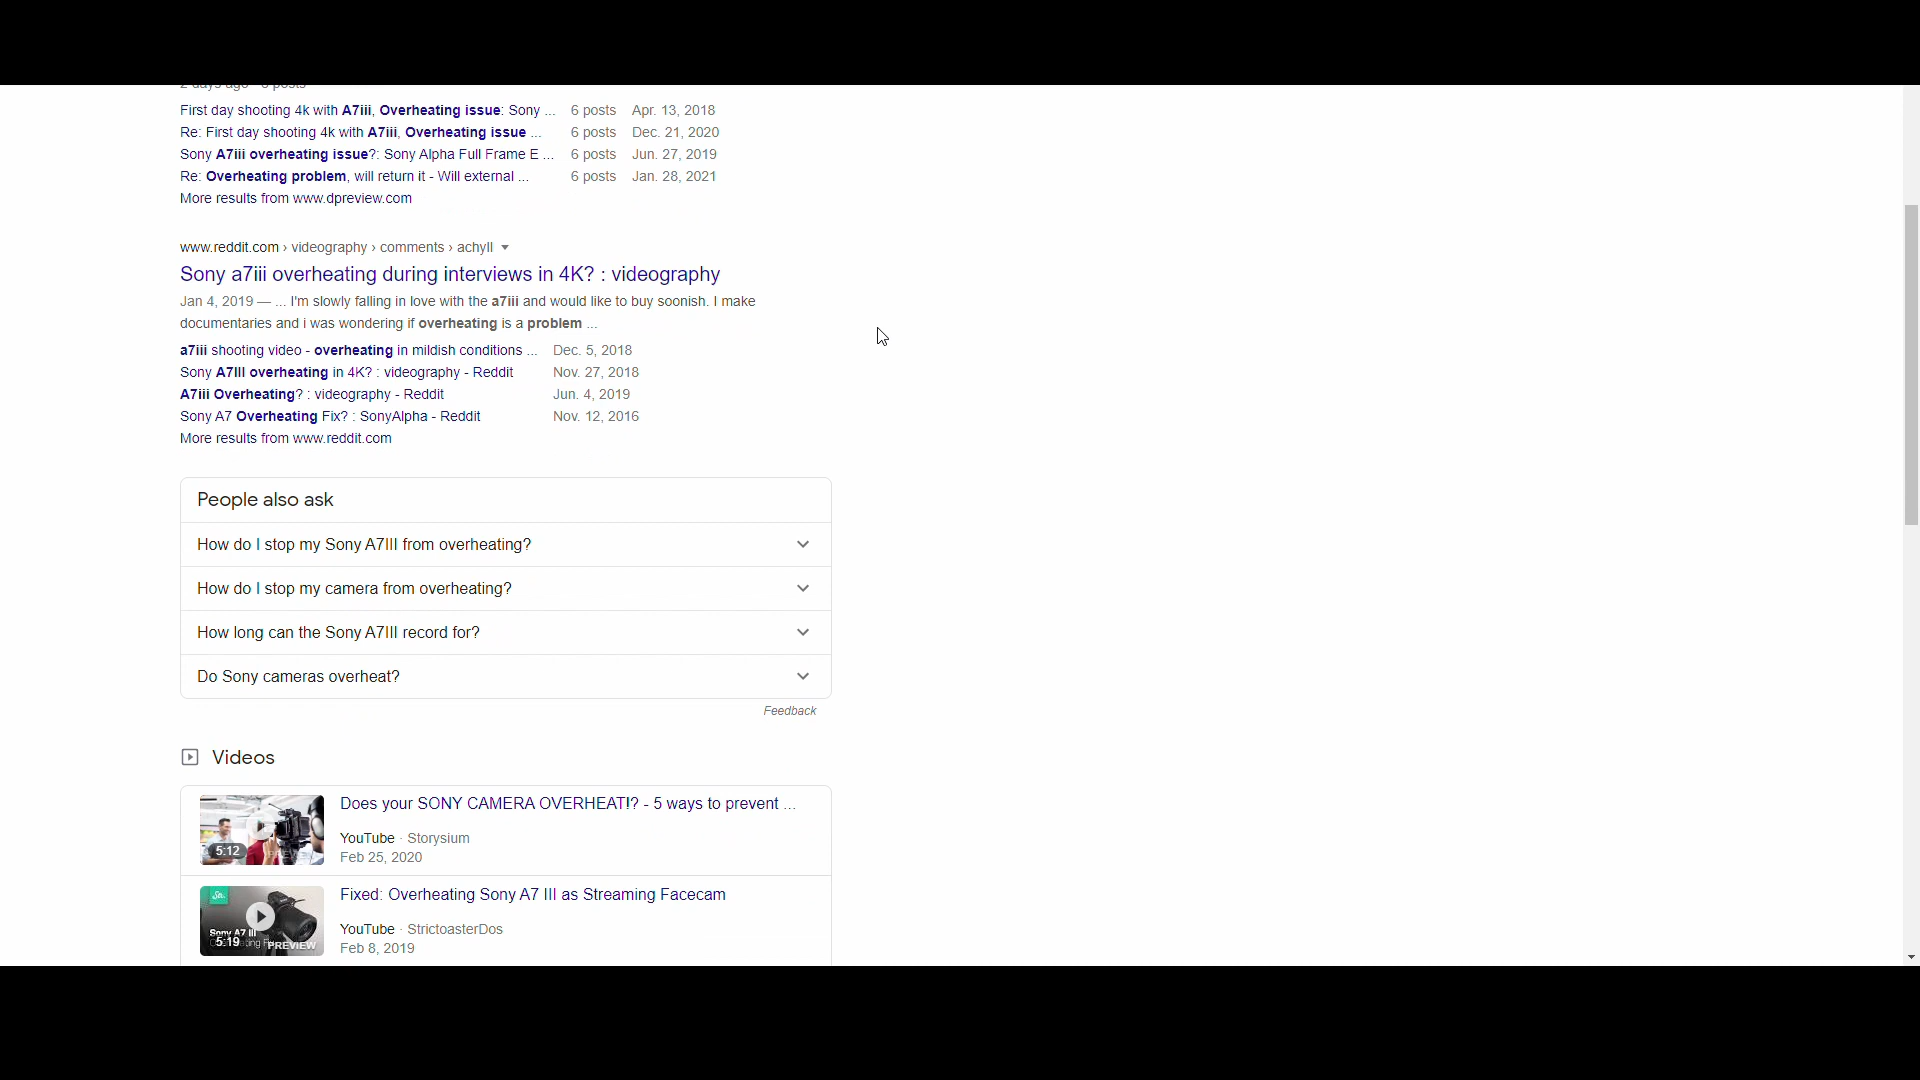 2 days ago · 6 posts
First day shooting 4k with A7iii, Overheating issue: Sony ... 6 posts Apr. 13, 2018
Re: First day shooting 4k with A7iii, Overheating issue ... 6 posts Dec. 21, 2020
Sony A7iii overheating issue?: Sony Alpha Full Frame E ... 6 posts Jun. 27, 2019
Re: Overheating problem, will return it - Will external ... 6 posts Jan. 28, 2021
More results from www.dpreview.com
www.reddit.com › videography › comments › achyll
Sony a7iii overheating during interviews in 4K? : videography
Jan 4, 2019 — ... I'm slowly falling in love with the a7iii and would like to buy soonish. I make
documentaries and i was wondering if overheating is a problem ...
a7iii shooting video - overheating in mildish conditions ... Dec. 5, 2018
Sony A7III overheating in 4K? : videography - Reddit Nov. 27, 2018
A7iii Overheating? : videography - Reddit Jun. 4, 2019
Sony A7 Overheating Fix? : SonyAlpha - Reddit Nov. 12, 2016
More results from www.reddit.com
People also ask
How do I stop my Sony A7III from overheating?
How do I stop my camera from overheating?
How long can the Sony A7III record for?
Do Sony cameras overheat?
Feedback
Videos
Does your SONY CAMERA OVERHEAT!? - 5 ways to prevent ...
YouTube · Storysium
5:12
Feb 25, 2020
Fixed: Overheating Sony A7 III as Streaming Facecam
YouTube · StrictoasterDos
Sony A7 III
5:19
PREVIEW
Feb 8, 2019